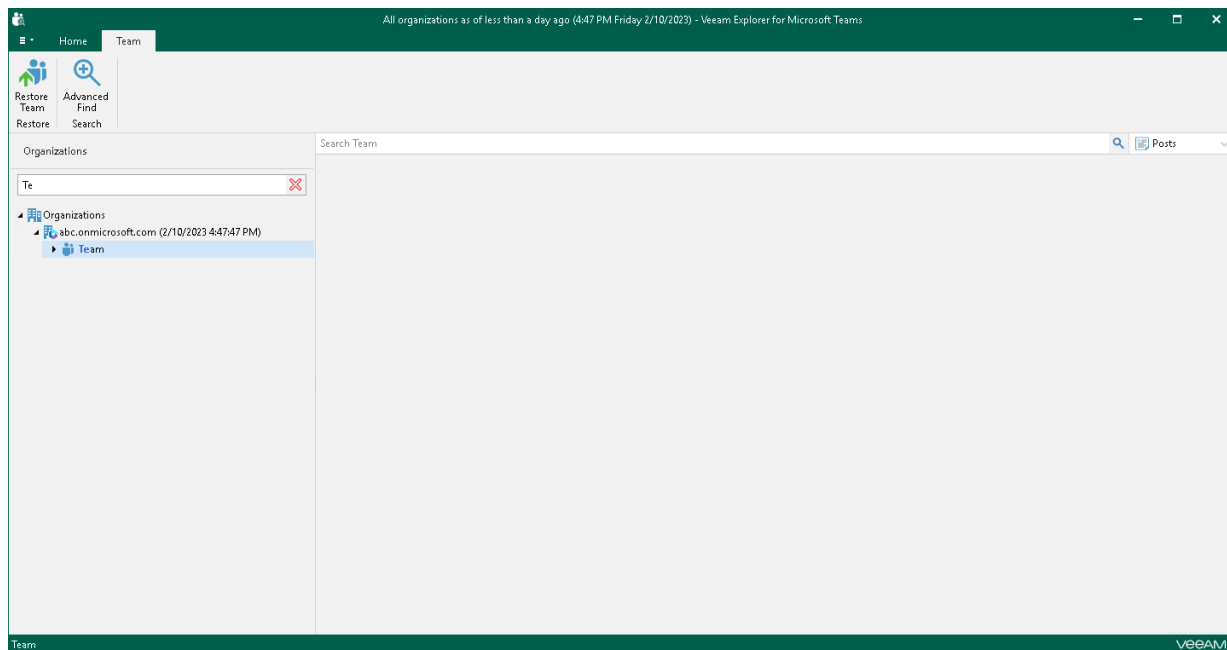 All organizations as of less than a day ago (4:47 PM Friday 2/10/2023) - Veeam Explorer for Microsoft Teams
Home Team
Restore Team
Advanced Find
Restore Search
Organizations
Search Team
Posts
Te
Organizations
abc.onmicrosoft.com (2/10/2023 4:47:47 PM)
Team
Team
veeAM